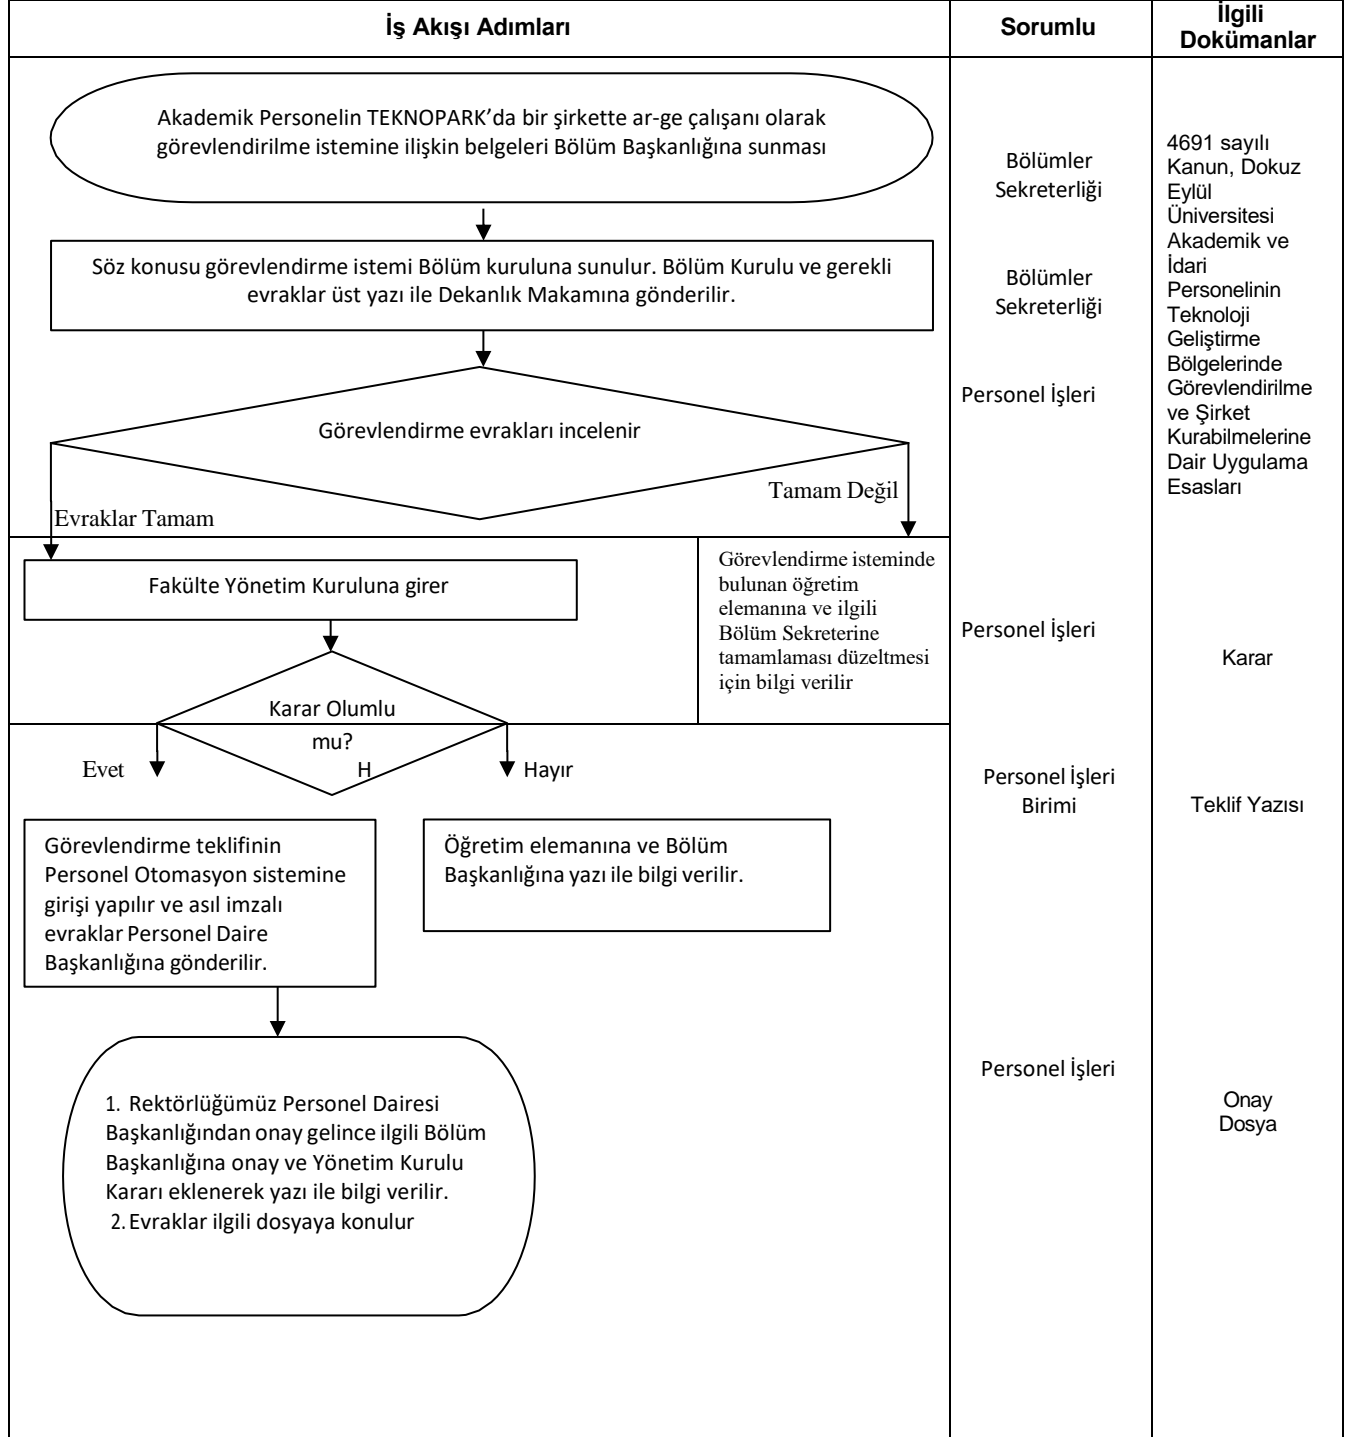 İş Akışı Adımları
Sorumlu
İlgili
Dokümanlar
Akademik Personelin TEKNOPARK’da bir şirkette ar-ge çalışanı olarak
görevlendirilme istemine ilişkin belgeleri Bölüm Başkanlığına sunması
Bölümler
Sekreterliği
4691 sayılı
Kanun, Dokuz
Eylül
Üniversitesi
Akademik ve
İdari
Personelinin
Teknoloji
Geliştirme
Bölgelerinde
Görevlendirilme
ve Şirket
Kurabilmelerine
Dair Uygulama
Esasları
Söz konusu görevlendirme istemi Bölüm kuruluna sunulur. Bölüm Kurulu ve gerekli
evraklar üst yazı ile Dekanlık Makamına gönderilir.
Bölümler
Sekreterliği
Görevlendirme evrakları incelenir
Personel İşleri
Tamam Değil
Evraklar Tamam
Fakülte Yönetim Kuruluna girer
Görevlendirme isteminde
bulunan öğretim
elemanına ve ilgili
Bölüm Sekreterine
tamamlaması düzeltmesi
için bilgi verilir
Personel İşleri
Karar
Karar Olumlu
mu?
Evet
H
Hayır
Personel İşleri
Birimi
Teklif Yazısı
Görevlendirme teklifinin
Personel Otomasyon sistemine
girişi yapılır ve asıl imzalı
evraklar Personel Daire
Başkanlığına gönderilir.
Öğretim elemanına ve Bölüm
Başkanlığına yazı ile bilgi verilir.
1. Rektörlüğümüz Personel Dairesi
Başkanlığından onay gelince ilgili Bölüm
Başkanlığına onay ve Yönetim Kurulu
Kararı eklenerek yazı ile bilgi verilir.
2. Evraklar ilgili dosyaya konulur
Personel İşleri
Onay
Dosya